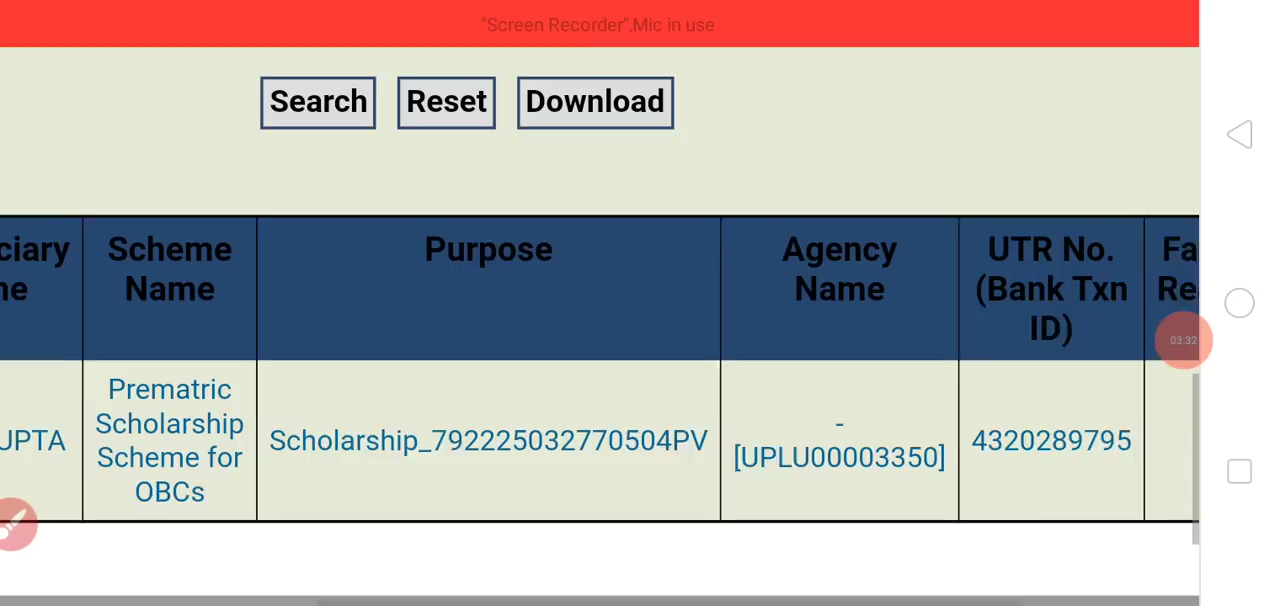 "Screen Recorder".Mic in use
Search Reset Download
ciary
Scheme
Name
Purpose
Agency
Name
UTR No.
(Bank Txn
ID)
Fa
Re
03:32
UPTA
Prematric
Scholarship
Scheme for
OBCs
Scholarship_792225032770504PV
-
[UPLU00003350]
4320289795